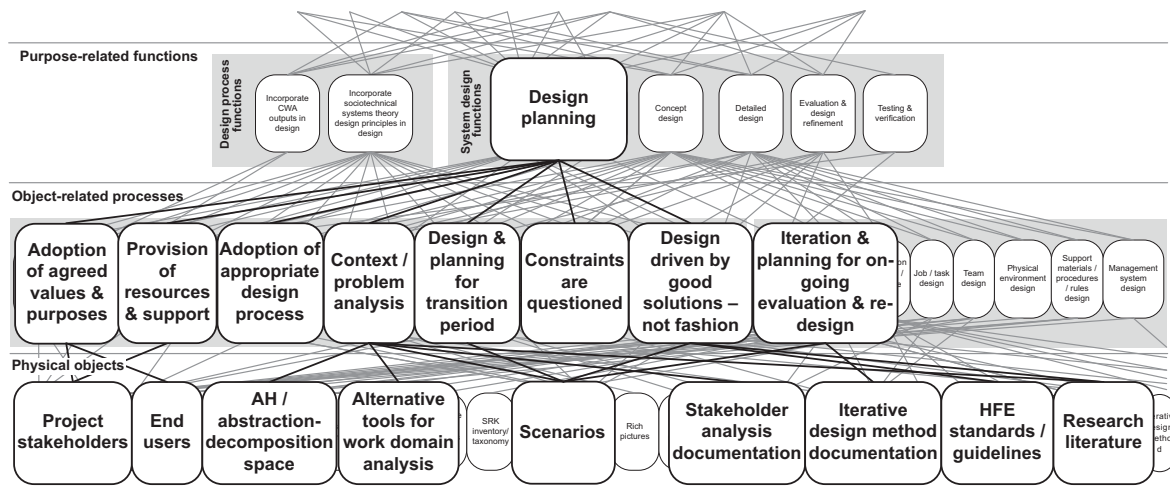 Purpose-related functions
Design process
functions
Incorporate
CWA
outputs in
design
Incorporate
sociotechnical
systems theory
design principles in
design
System design
functions
Design
planning
Concept
design
Detailed
design
Evaluation &
design
refinement
Testing &
verification
Object-related processes
Adoption
of agreed
values &
purposes
Provision
of
resources
& support
Adoption of
appropriate
design
process
Context /
problem
analysis
Design &
planning
for
transition
period
Constraints
are
questioned
Design
driven by
good
solutions –
not fashion
Iteration &
planning for on-
going
evaluation & re-
design
Job / task
design
Team
design
Physical
environment
design
Support
materials /
procedures
/ rules
design
Management
system
design
Physical objects
Project
stakeholders
End
users
AH /
abstraction-
decomposition
space
Alternative
tools for
work domain
analysis
SRK
inventory/
taxonomy
Scenarios
Rich
pictures
Stakeholder
analysis
documentation
Iterative
design method
documentation
HFE
standards /
guidelines
Research
literature